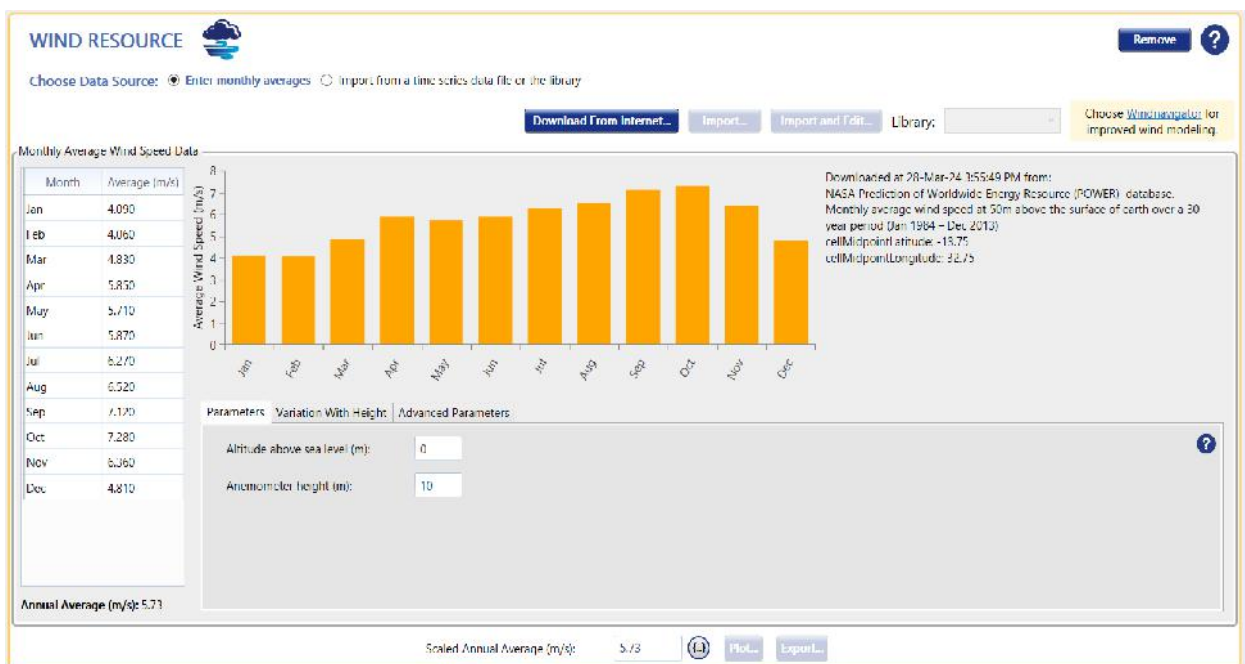 WIND RESOURCE
Remove
?
Choose Data Source: Enter monthly averages Import from a time series data file or the library
Download From Internet... Import... Import and Edit... Library:
Choose Windnavigator for
improved wind modeling.
Monthly Average Wind Speed Data
Month Average (m/s)
Jan 4.090
Feb 4.060
Mar 4.830
Apr 5.850
May 5.710
Jun 5.870
Jul 6.270
Aug 6.520
Sep 7.120
Oct 7.280
Nov 6.360
Dec 4.810
Annual Average (m/s): 5.73
Average Wind Speed (m/s)
8
7
6
5
4
3
2
1
0
Jan Feb Mar Apr May Jun Jul Aug Sep Oct Nov Dec
Downloaded at 28-Mar-24 3:55:49 PM from:
NASA Prediction of Worldwide Energy Resource (POWER) database.
Monthly average wind speed at 50m above the surface of earth over a 30
year period (Jan 1984 – Dec 2013)
cellMidpointLatitude: -13.75
cellMidpointLongitude: 32.75
Parameters Variation With Height Advanced Parameters
Altitude above sea level (m): 0
?
Anemometer height (m): 10
Scaled Annual Average (m/s): 5.73 Plot... Export...